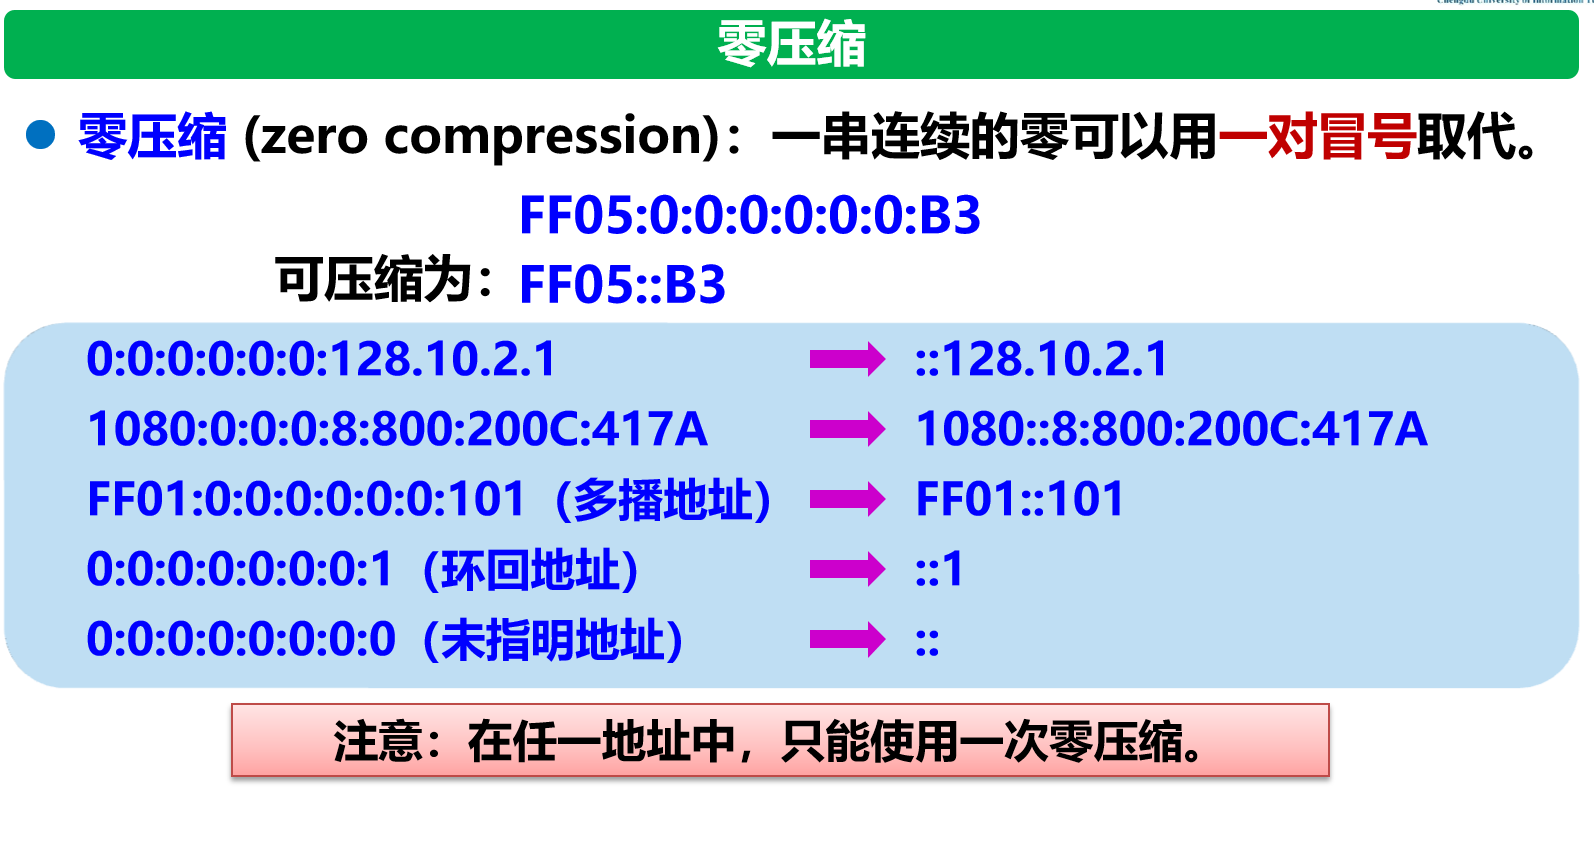 Chengdu University of Information
零压缩
零压缩 (zero compression)：一串连续的零可以用一对冒号取代。
FF05:0:0:0:0:0:0:B3
可压缩为：FF05::B3
0:0:0:0:0:0:128.10.2.1 ::128.10.2.1
1080:0:0:0:8:800:200C:417A 1080::8:800:200C:417A
FF01:0:0:0:0:0:0:101（多播地址） FF01::101
0:0:0:0:0:0:0:1（环回地址） ::1
0:0:0:0:0:0:0:0（未指明地址） ::
注意：在任一地址中，只能使用一次零压缩。